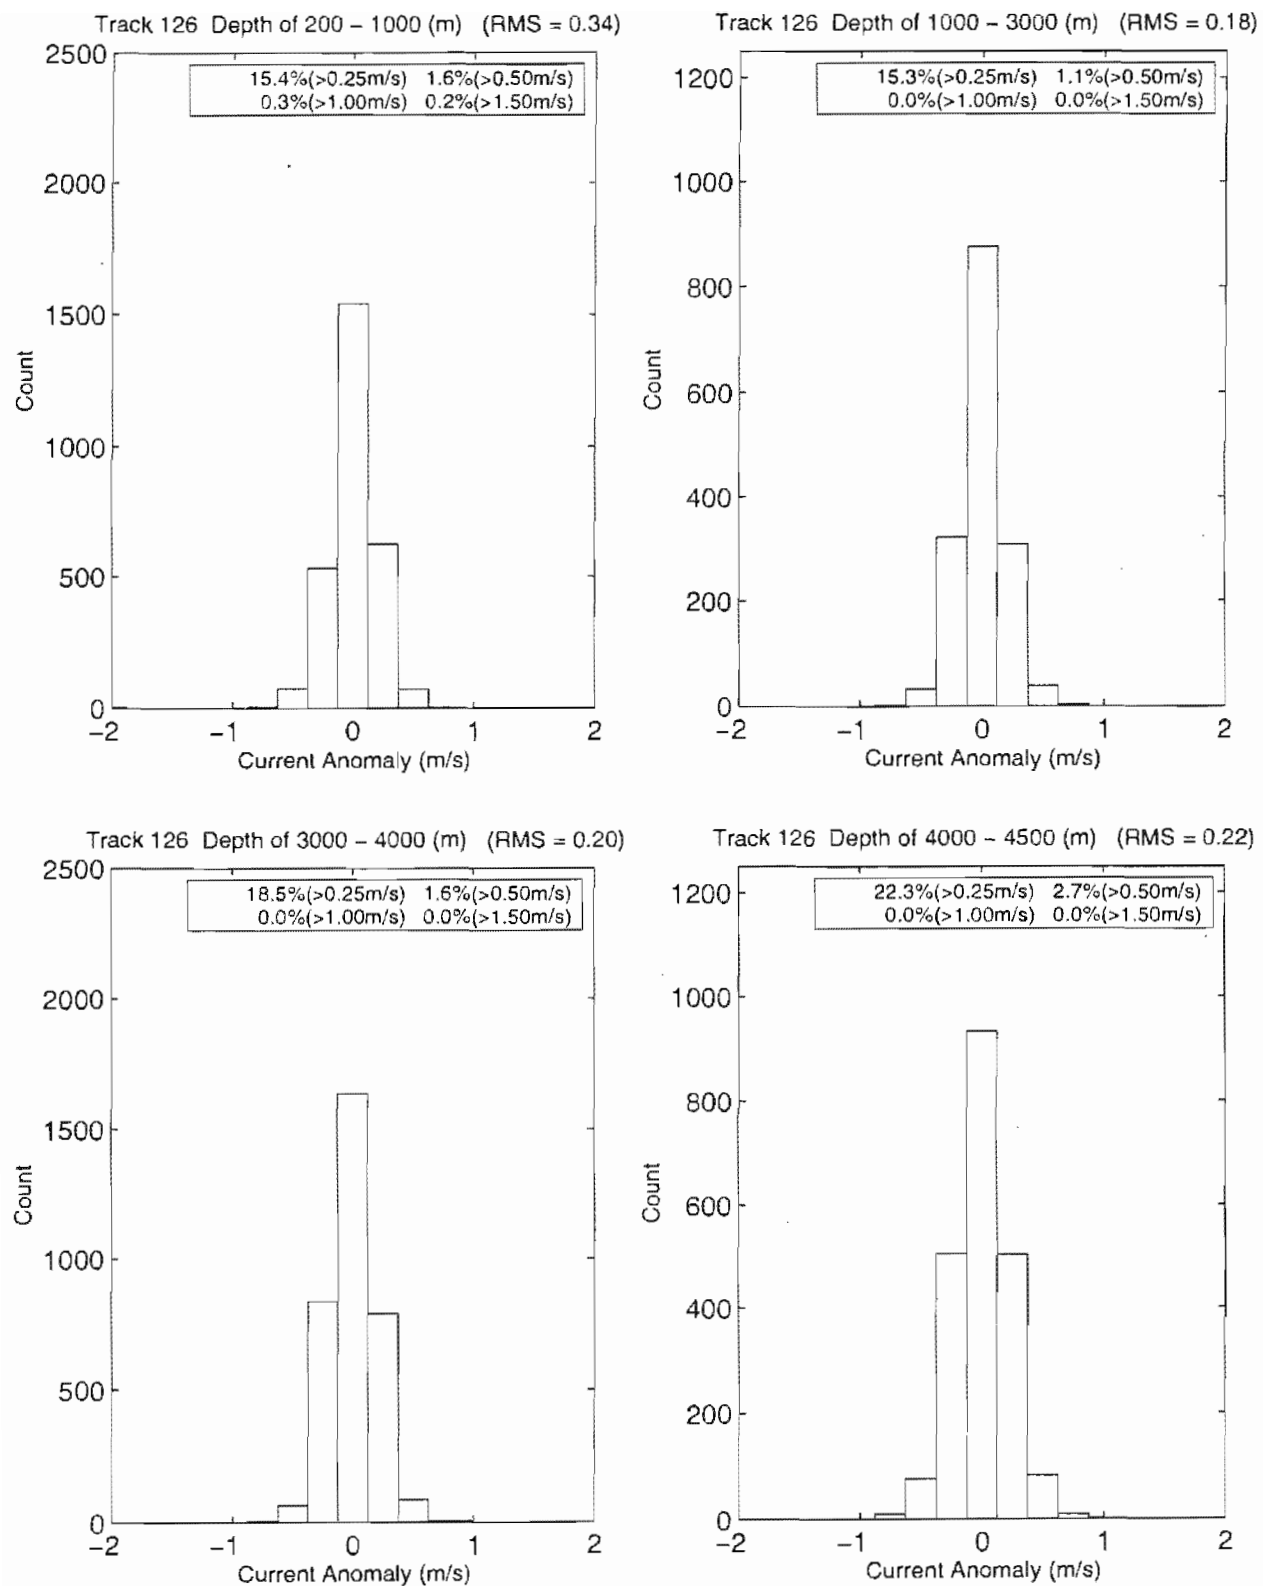 Track 126 Depth of 200 – 1000 (m) (RMS = 0.34)
2500
15.4%(>0.25m/s) 1.6%(>0.50m/s)
0.3%(>1.00m/s) 0.2%(>1.50m/s)
2000
1500
Count
1000
500
0
−2 −1 0 1 2
Current Anomaly (m/s)
Track 126 Depth of 1000 – 3000 (m) (RMS = 0.18)
1200
15.3%(>0.25m/s) 1.1%(>0.50m/s)
0.0%(>1.00m/s) 0.0%(>1.50m/s)
1000
800
Count
600
400
200
0
−2 −1 0 1 2
Current Anomaly (m/s)
Track 126 Depth of 3000 – 4000 (m) (RMS = 0.20)
2500
18.5%(>0.25m/s) 1.6%(>0.50m/s)
0.0%(>1.00m/s) 0.0%(>1.50m/s)
2000
1500
Count
1000
500
0
−2 −1 0 1 2
Current Anomaly (m/s)
Track 126 Depth of 4000 – 4500 (m) (RMS = 0.22)
1200
22.3%(>0.25m/s) 2.7%(>0.50m/s)
0.0%(>1.00m/s) 0.0%(>1.50m/s)
1000
800
Count
600
400
200
0
−2 −1 0 1 2
Current Anomaly (m/s)